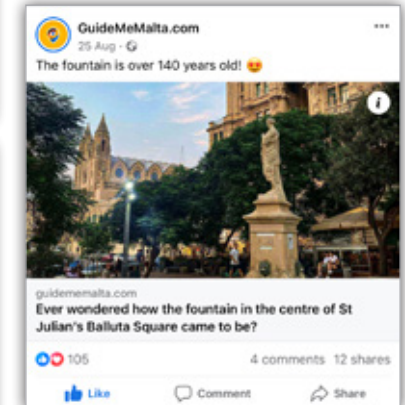 GuideMeMalta.com
25 Aug ·
The fountain is over 140 years old! 😍
guidememalta.com
Ever wondered how the fountain in the centre of St
Julian's Balluta Square came to be?
105 4 comments 12 shares
Like Comment Share